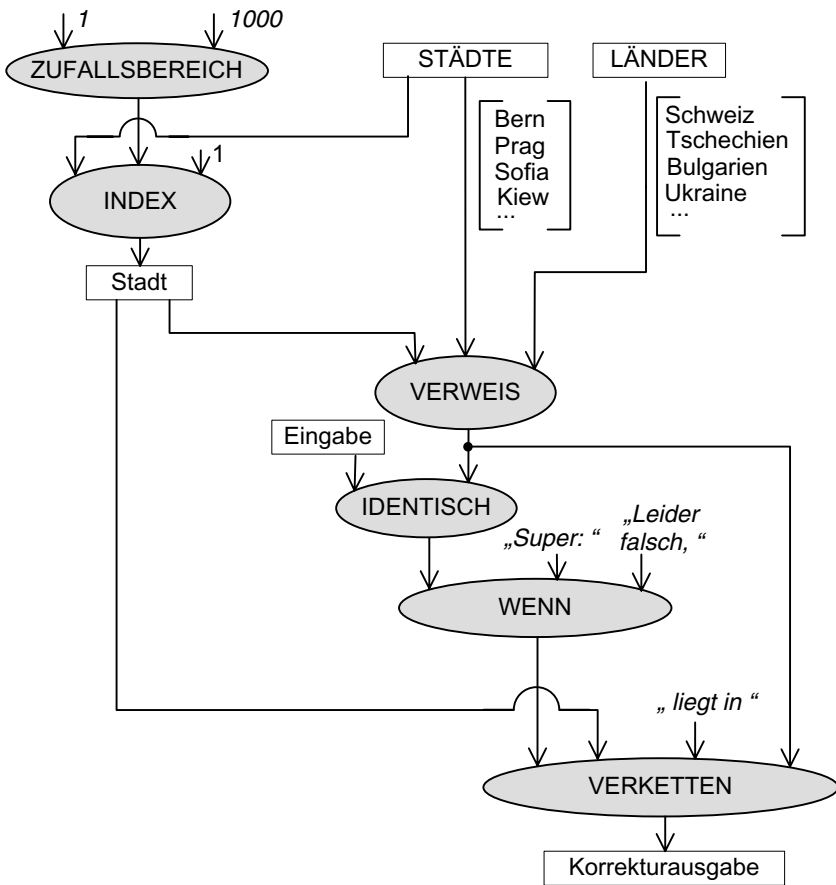 1
1000
ZUFALLSBEREICH
STÄDTE
LÄNDER
Bern
Prag
Sofia
Kiew
...
Schweiz
Tschechien
Bulgarien
Ukraine
...
1
INDEX
Stadt
VERWEIS
Eingabe
IDENTISCH
„Super: “
„Leider
falsch, “
WENN
„ liegt in “
VERKETTEN
Korrekturausgabe